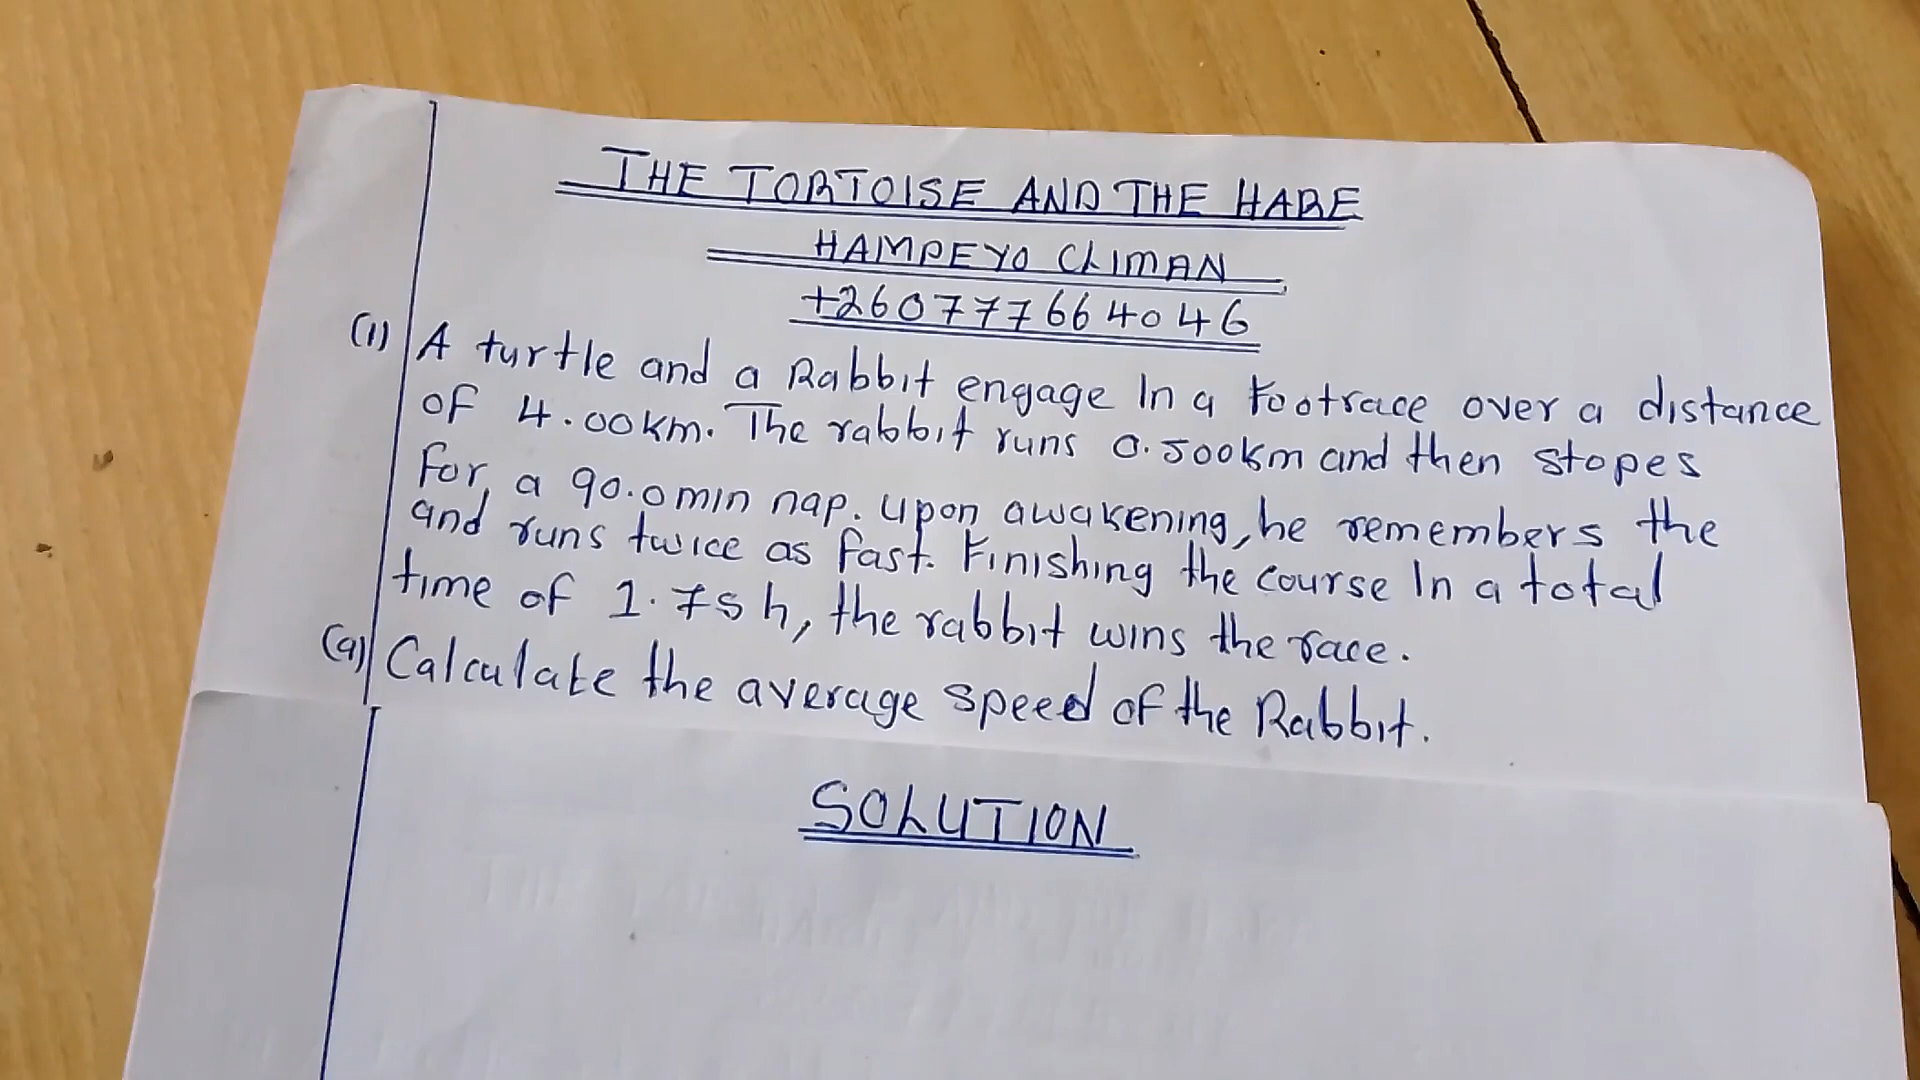 THE TORTOISE AND THE HARE
HAMPEYO CLIMAN
+260777664046
(1) A turtle and a Rabbit engage In a footrace over a distance
of 4.00km. The rabbit runs 0.500km and then stopes
for a 90.0min nap. Upon awakening, he remembers the
and runs twice as fast. Finishing the course In a total
time of 1.75h, the rabbit wins the race.
(a) Calculate the average speed of the Rabbit.
SOLUTION